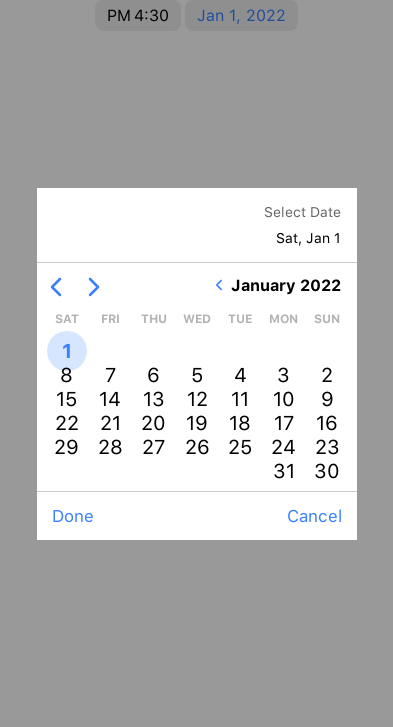 PM 4:30 Jan 1, 2022
Select Date
Sat, Jan 1
January 2022
SAT FRI THU WED TUE MON SUN
1
8 7 6 5 4 3 2
15 14 13 12 11 10 9
22 21 20 19 18 17 16
29 28 27 26 25 24 23
31 30
Done Cancel